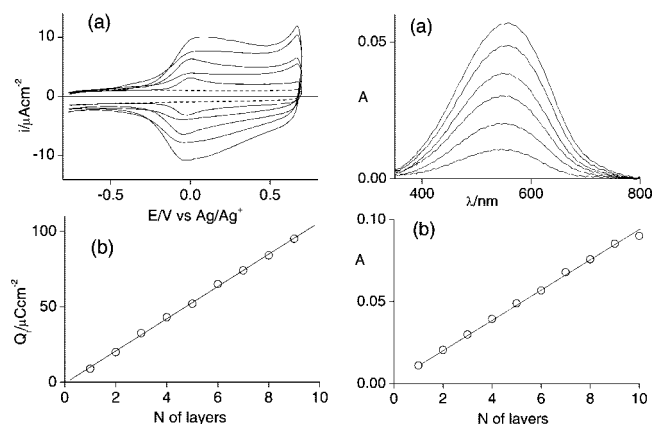 (a)
10
0
-10
i/μAcm⁻²
-0.5
0.0
0.5
E/V vs Ag/Ag⁺
(a)
0.05
A
0.00
400
600
800
λ/nm
(b)
100
50
0
Q/μCcm⁻²
0
2
4
6
8
10
N of layers
(b)
0.10
A
0.05
0.00
0
2
4
6
8
10
N of layers